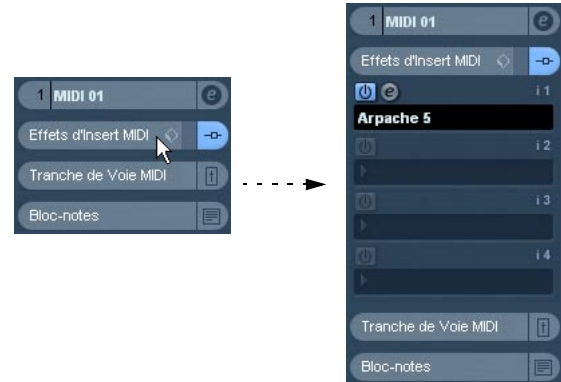 1 MIDI 01 e
Effets d'Insert MIDI
Tranche de Voie MIDI
Bloc-notes
1 MIDI 01 e
Effets d'Insert MIDI
e i 1
Arpache 5
i 2
i 3
i 4
Tranche de Voie MIDI
Bloc-notes